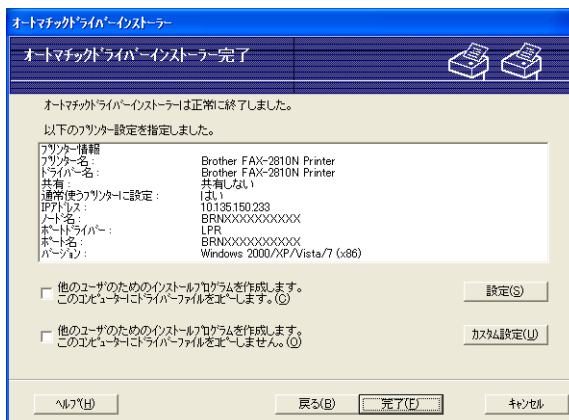 オートマチックドライバーインストーラー
オートマチックドライバーインストーラー完了
オートマチックドライバーインストーラーは正常に終了しました。
以下のプリンター設定を指定しました。
プリンター情報
プリンター名 : Brother FAX-2810N Printer
ドライバー名 : Brother FAX-2810N Printer
共有 : 共有しない
通常使うプリンターに設定 : はい
IPアドレス : 10.135.150.233
ノード名 : BRNXXXXXXXXXX
ポートドライバー : LPR
ポート名 : BRNXXXXXXXXXX
バージョン : Windows 2000/XP/Vista/7 (x86)
他のユーザのためのインストールプログラムを作成します。
このコンピューターにドライバーファイルをコピーします。(C)
設定(S)
他のユーザのためのインストールプログラムを作成します。
このコンピューターにドライバーファイルをコピーしません。(O)
カスタム設定(U)
ヘルプ(H)
戻る(B)
完了(F)
キャンセル